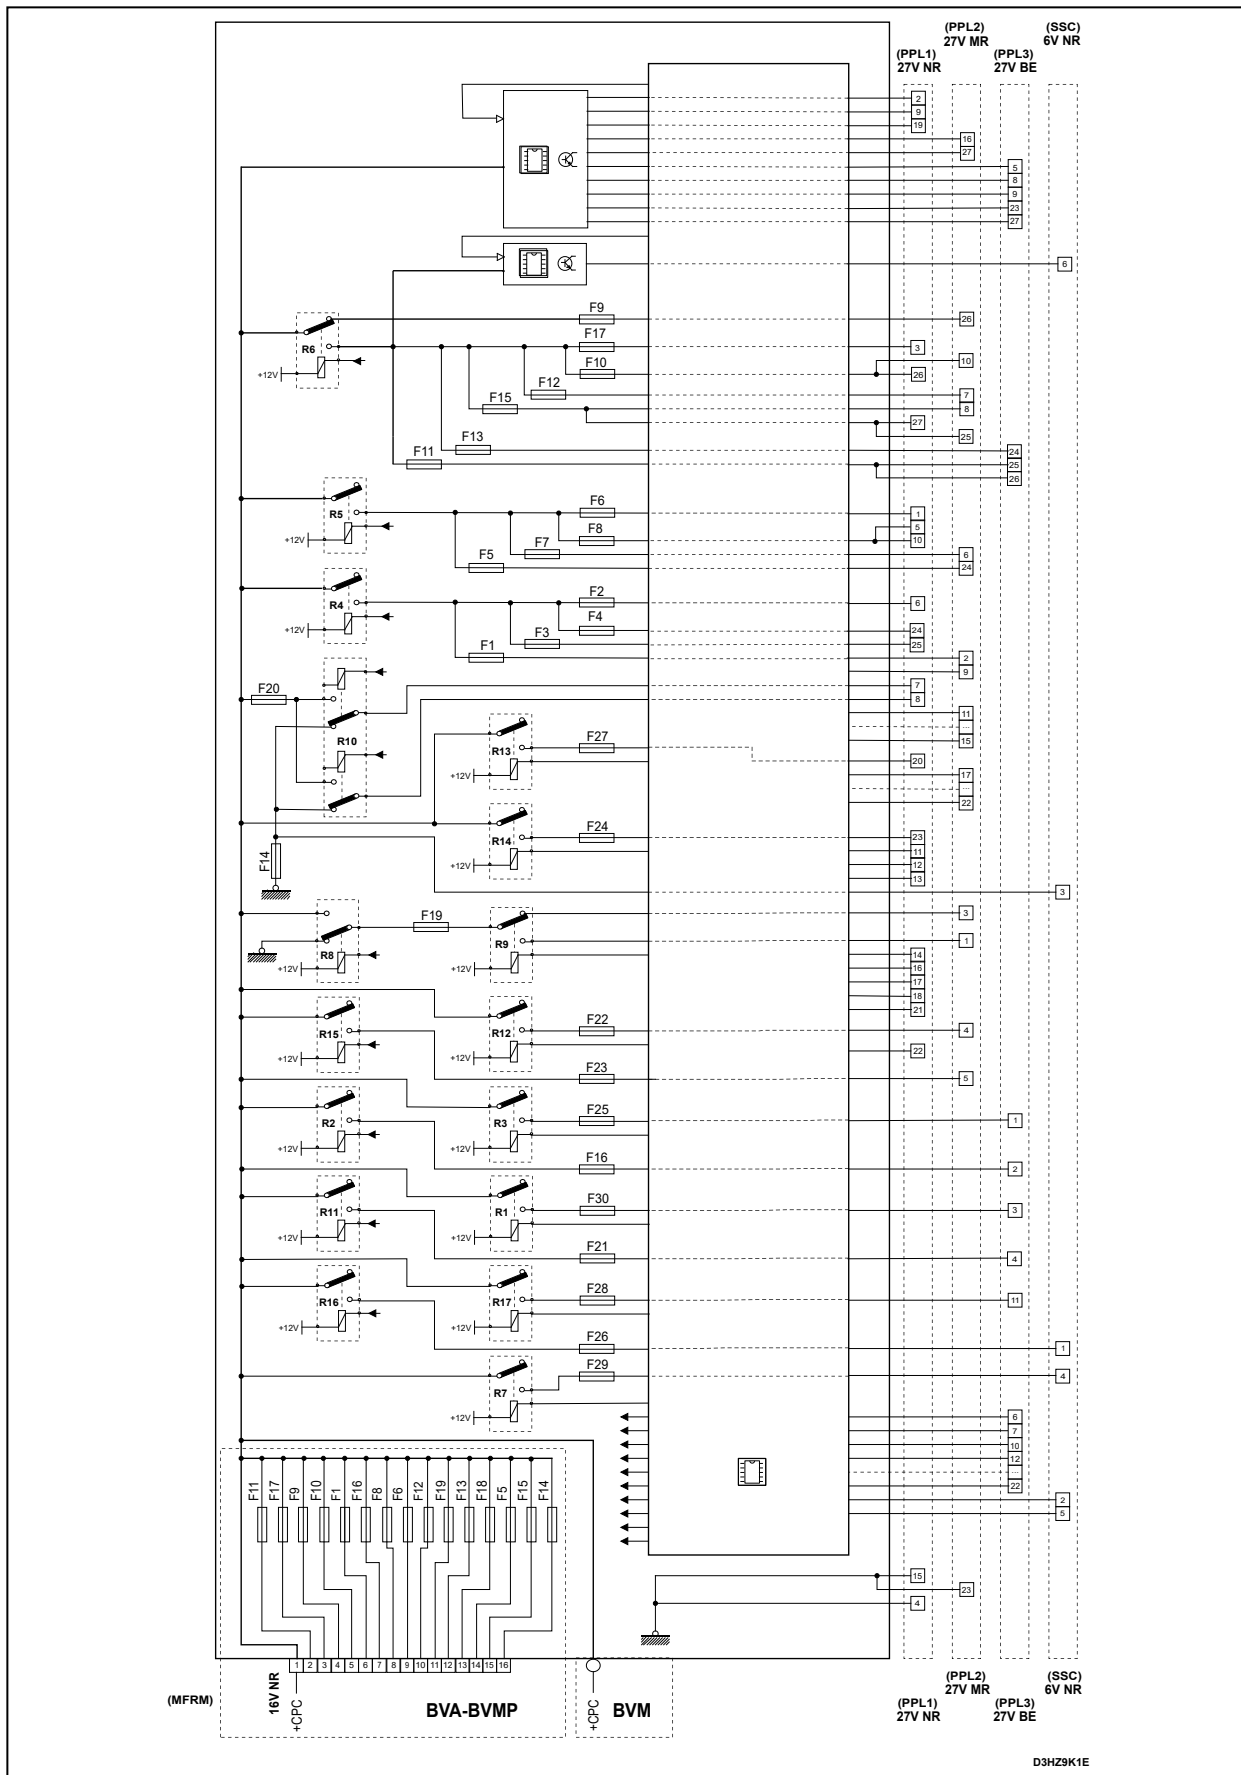 (PPL2)
27V MR
(SSC)
6V NR
(PPL1)
27V NR
(PPL3)
27V BE
2
9
19
16
27
5
8
9
23
27
6
F9
26
R6
F17
3
10
+12V
F10
26
F12
7
F15
8
27
25
F13
24
F11
25
26
R5
F6
1
5
+12V
F8
10
F7
6
F5
24
R4
F2
6
+12V
F4
24
F3
25
F1
2
9
F20
7
8
R10
11
...
15
R13
F27
20
+12V
17
...
22
R14
F24
23
11
+12V
12
13
F14
3
R8
F19
R9
3
1
+12V
+12V
14
16
17
18
21
R15
R12
F22
4
+12V
+12V
22
F23
5
R2
R3
F25
1
+12V
+12V
F16
2
R11
R1
F30
3
+12V
+12V
F21
4
R16
R17
F28
11
+12V
+12V
F26
1
R7
F29
4
+12V
6
7
10
12
...
22
2
5
F11
F17
F9
F10
F1
F16
F8
F6
F12
F19
F13
F18
F5
F15
F14
15
23
4
1 2 3 4 5 6 7 8 9 10 11 12 13 14 15 16
(MFRM)
16V NR
+CPC
BVA-BVMP
+CPC
BVM
(PPL2)
27V MR
(SSC)
6V NR
(PPL1)
27V NR
(PPL3)
27V BE
D3HZ9K1E